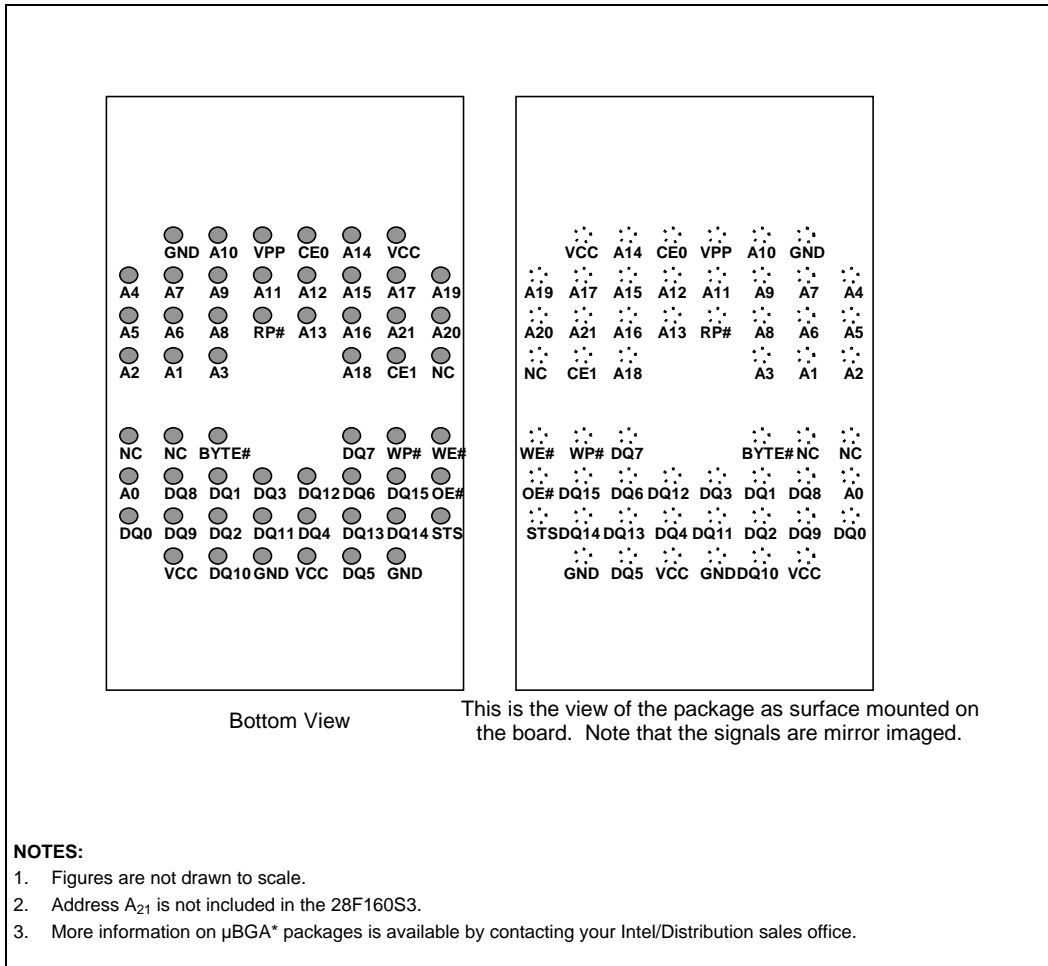 GND A10 VPP CE0 A14 VCC
A4 A7 A9 A11 A12 A15 A17 A19
A5 A6 A8 RP# A13 A16 A21 A20
A2 A1 A3 A18 CE1 NC
NC NC BYTE# DQ7 WP# WE#
A0 DQ8 DQ1 DQ3 DQ12 DQ6 DQ15 OE#
DQ0 DQ9 DQ2 DQ11 DQ4 DQ13 DQ14 STS
VCC DQ10 GND VCC DQ5 GND
Bottom View
VCC A14 CE0 VPP A10 GND
A19 A17 A15 A12 A11 A9 A7 A4
A20 A21 A16 A13 RP# A8 A6 A5
NC CE1 A18 A3 A1 A2
WE# WP# DQ7 BYTE# NC NC
OE# DQ15 DQ6 DQ12 DQ3 DQ1 DQ8 A0
STS DQ14 DQ13 DQ4 DQ11 DQ2 DQ9 DQ0
GND DQ5 VCC GND DQ10 VCC
This is the view of the package as surface mounted on
the board. Note that the signals are mirror imaged.
NOTES:
1. Figures are not drawn to scale.
2. Address A21 is not included in the 28F160S3.
3. More information on µBGA* packages is available by contacting your Intel/Distribution sales office.